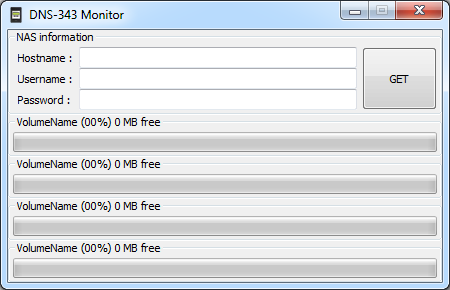 DNS-343 Monitor
NAS information
Hostname :
Username :
Password :
GET
VolumeName (00%) 0 MB free
VolumeName (00%) 0 MB free
VolumeName (00%) 0 MB free
VolumeName (00%) 0 MB free